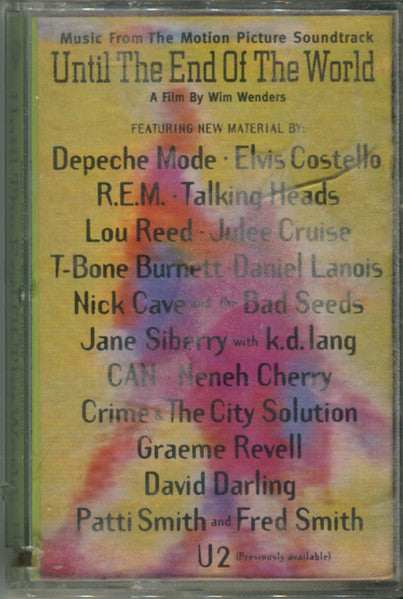 Music From The Motion Picture Soundtrack
Until The End Of The World
A Film By Wim Wenders
FEATURING NEW MATERIAL BY:
Depeche Mode · Elvis Costello
R.E.M. · Talking Heads
Lou Reed · Julee Cruise
T-Bone Burnett · Daniel Lanois
Nick Cave and the Bad Seeds
Jane Siberry with k.d. lang
CAN · Neneh Cherry
Crime & The City Solution
Graeme Revell
David Darling
Patti Smith and Fred Smith
U2 (Previously available)